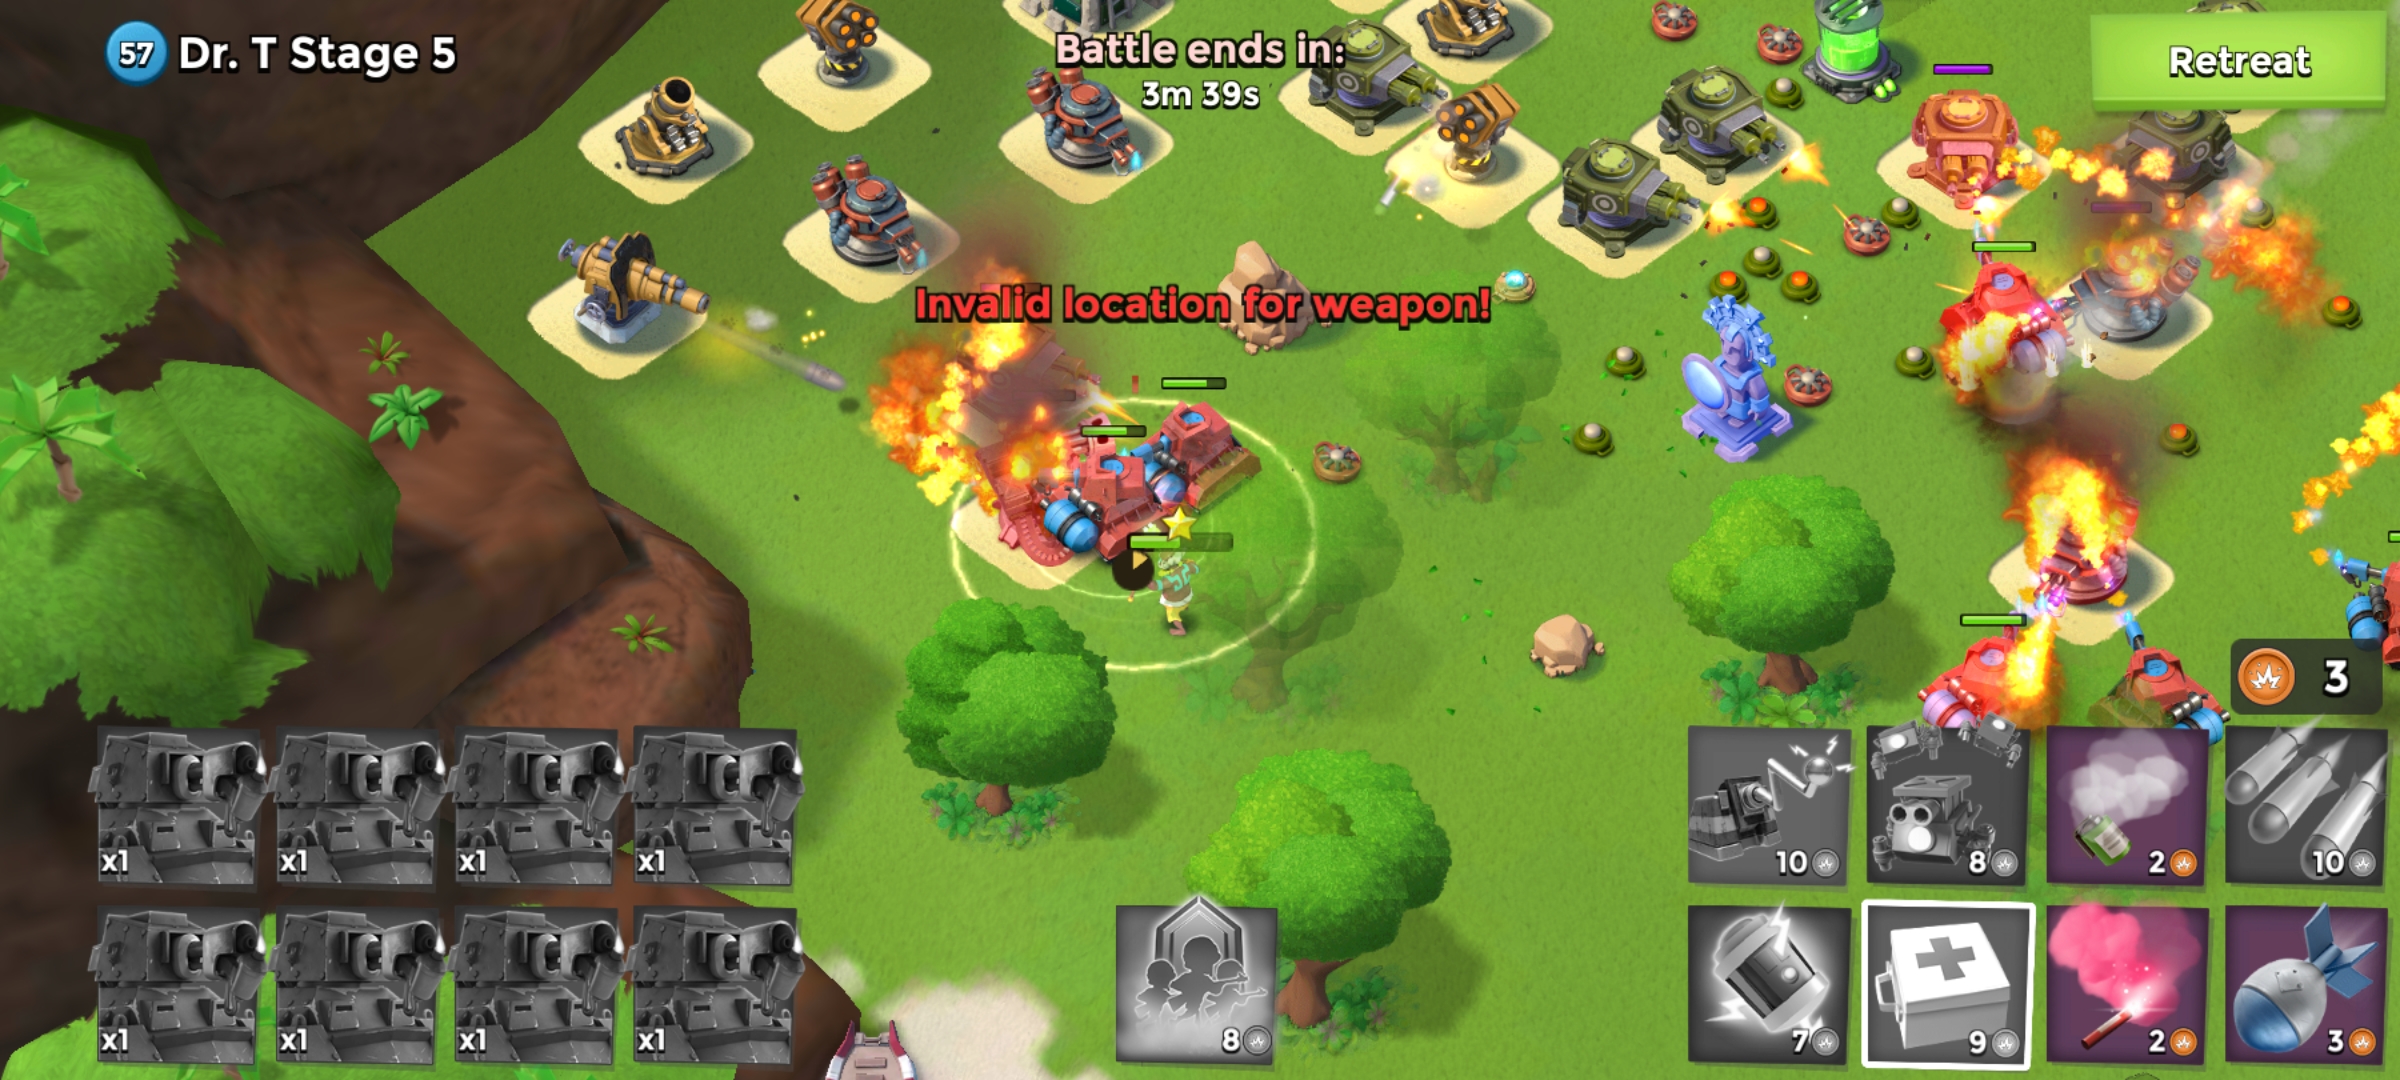 57 Dr. T Stage 5
Battle ends in:
3m 39s
Retreat
Invalid location for weapon!
3
x1 x1 x1 x1
10 8 2 10
x1 x1 x1 x1
8
7 9 2 3